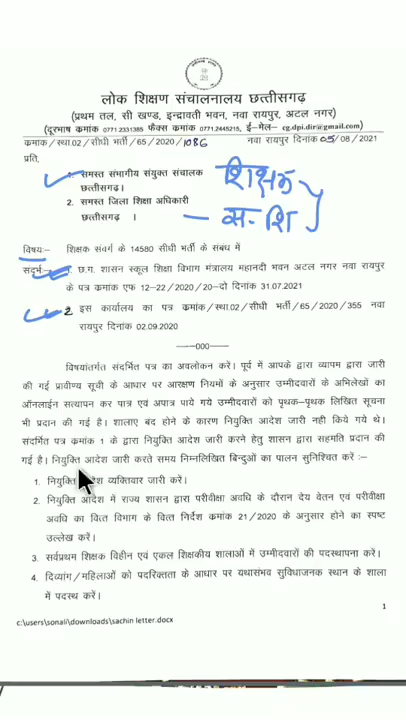 लोक शिक्षण संचालनालय छत्तीसगढ़
(प्रथम तल, सी खण्ड, इन्द्रावती भवन, नवा रायपुर, अटल नगर)
(दूरभाष कमांक 0771.2331385 फैक्स कमाक 0771.2445215, ई–मेल– cg.dpi.dir@gmail.com)
कमांक/स्था.02/सीधी भर्ती/65/2020/1086 नवा रायपुर दिनांक 05/08/2021
प्रति,
1. समस्त संभागीय संयुक्त संचालक
छत्तीसगढ़।
2. समस्त जिला शिक्षा अधिकारी
छत्तीसगढ़ ।
शिक्षक
स. शि
विषयः– शिक्षक संवर्ग के 14580 सीधी भर्ती के संबध में
संदर्भः– छ.ग. शासन स्कूल शिक्षा विभाग मंत्रालय महानदी भवन अटल नगर नवा रायपुर
के पत्र कमांक एफ 12–22/2020/20–दो दिनांक 31.07.2021
2. इस कार्यालय का पत्र कमांक/स्था.02/सीधी भर्ती/65/2020/355 नवा
रायपुर दिनांक 02.09.2020
——000——
विषयांतर्गत संदर्भित पत्र का अवलोकन करें। पूर्व में आपके द्वारा व्यापम द्वारा जारी
की गई प्रावीण्य सूची के आधार पर आरक्षण नियमों के अनुसार उम्मीदवारों के अभिलेखों का
ऑनलाईन सत्यापन कर पात्र एवं अपात्र पाये गये उम्मीदवारों को पृथक–पृथक लिखित सूचना
भी प्रदान की गई है। शालाए बंद होने के कारण नियुक्ति आदेश जारी नही किये गये थे।
संदर्भित पत्र कृमांक 1 के द्वारा नियुक्ति आदेश जारी करने हेतु शासन द्वारा सहमति प्रदान की
गई है। नियुक्ति आदेश जारी करते समय निम्नलिखित बिन्दुओं का पालन सुनिश्चित करें :–
1. नियुक्ति आदेश व्यक्तिवार जारी करें।
2. नियुक्ति आदेश में राज्य शासन द्वारा परीवीक्षा अवधि के दौरान देय वेतन एवं परीवीक्षा
अवधि का वित्त विभाग के वित्त निर्देश कमांक 21/2020 के अनुसार होने का स्पष्ट
उल्लेख करें।
3. सर्वप्रथम शिक्षक विहीन एवं एकल शिक्षकीय शालाओं में उम्मीदवारों की पदस्थापना करें।
4. दिव्यांग/महिलाओं को पदरिक्तता के आधार पर यथासंभव सुविधाजनक स्थान के शाला
में पदस्थ करें।
1
c:\users\sonali\downloads\sachin letter.docx